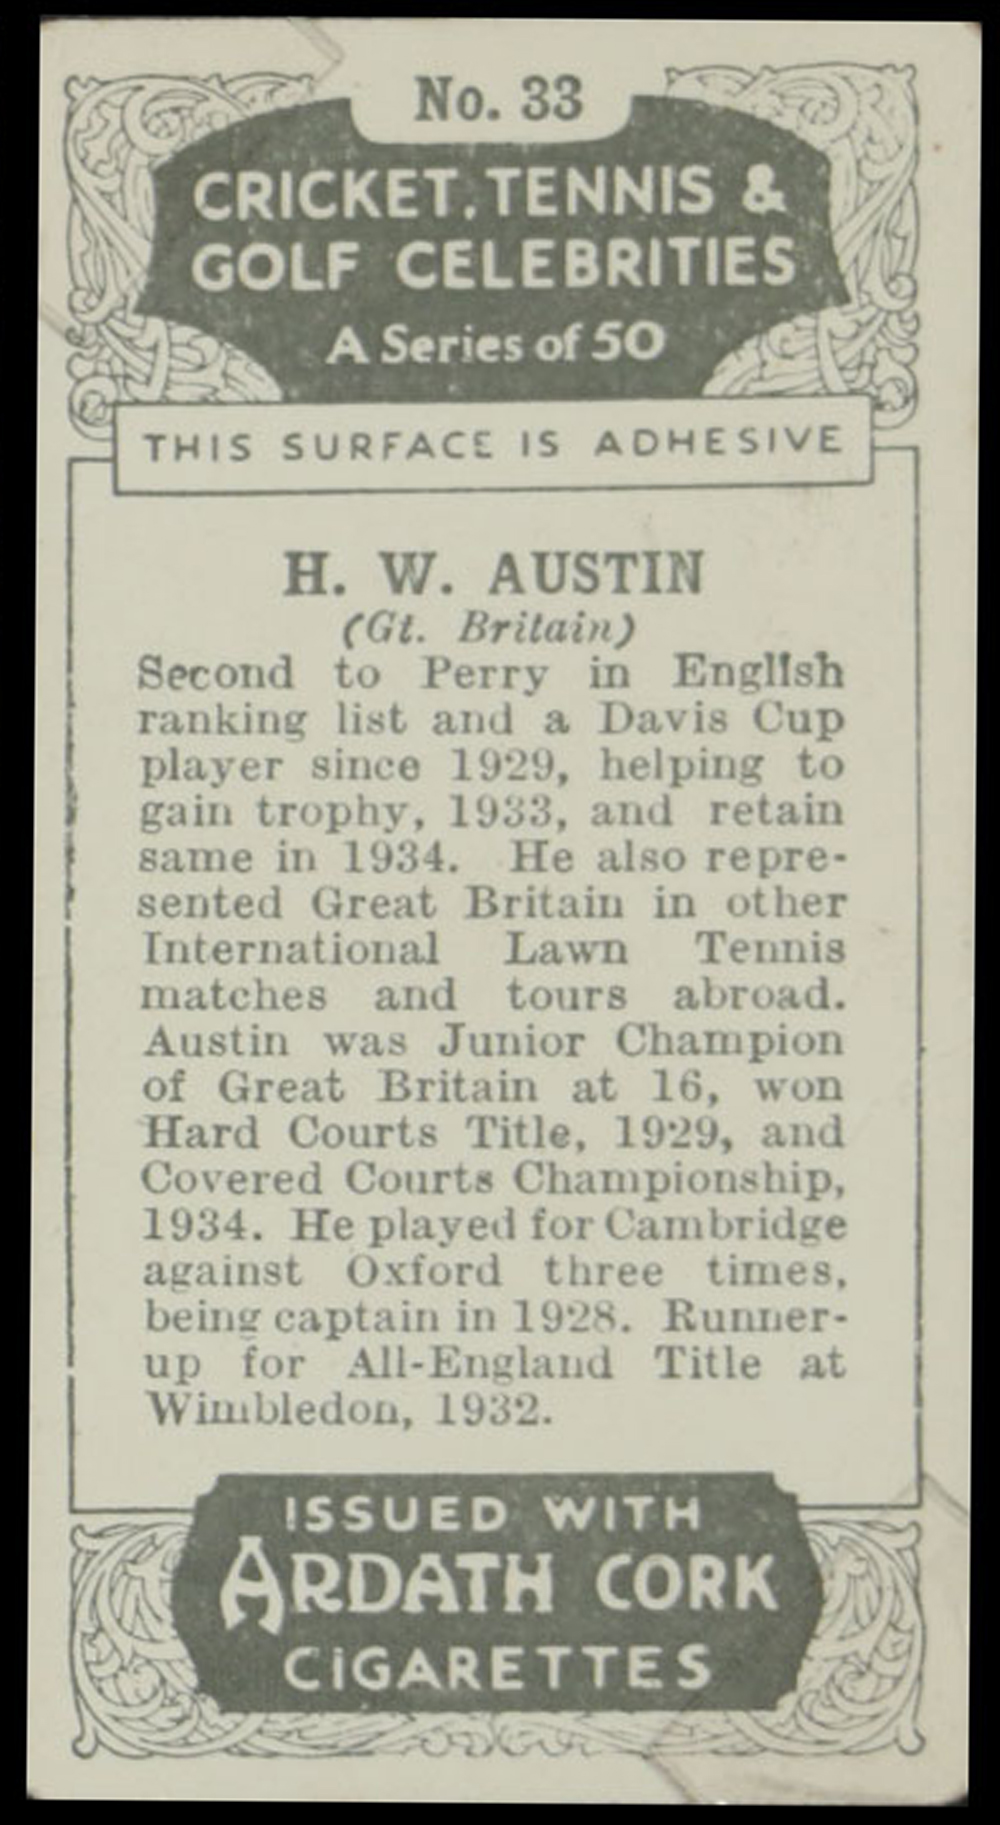 No. 33
CRICKET, TENNIS &
GOLF CELEBRITIES
A Series of 50
THIS SURFACE IS ADHESIVE
H. W. AUSTIN
(Gt. Britain)
Second to Perry in English
ranking list and a Davis Cup
player since 1929, helping to
gain trophy, 1933, and retain
same in 1934. He also repre-
sented Great Britain in other
International Lawn Tennis
matches and tours abroad.
Austin was Junior Champion
of Great Britain at 16, won
Hard Courts Title, 1929, and
Covered Courts Championship,
1934. He played for Cambridge
against Oxford three times,
being captain in 1928. Runner-
up for All-England Title at
Wimbledon, 1932.
ISSUED WITH
ARDATH CORK
CIGARETTES